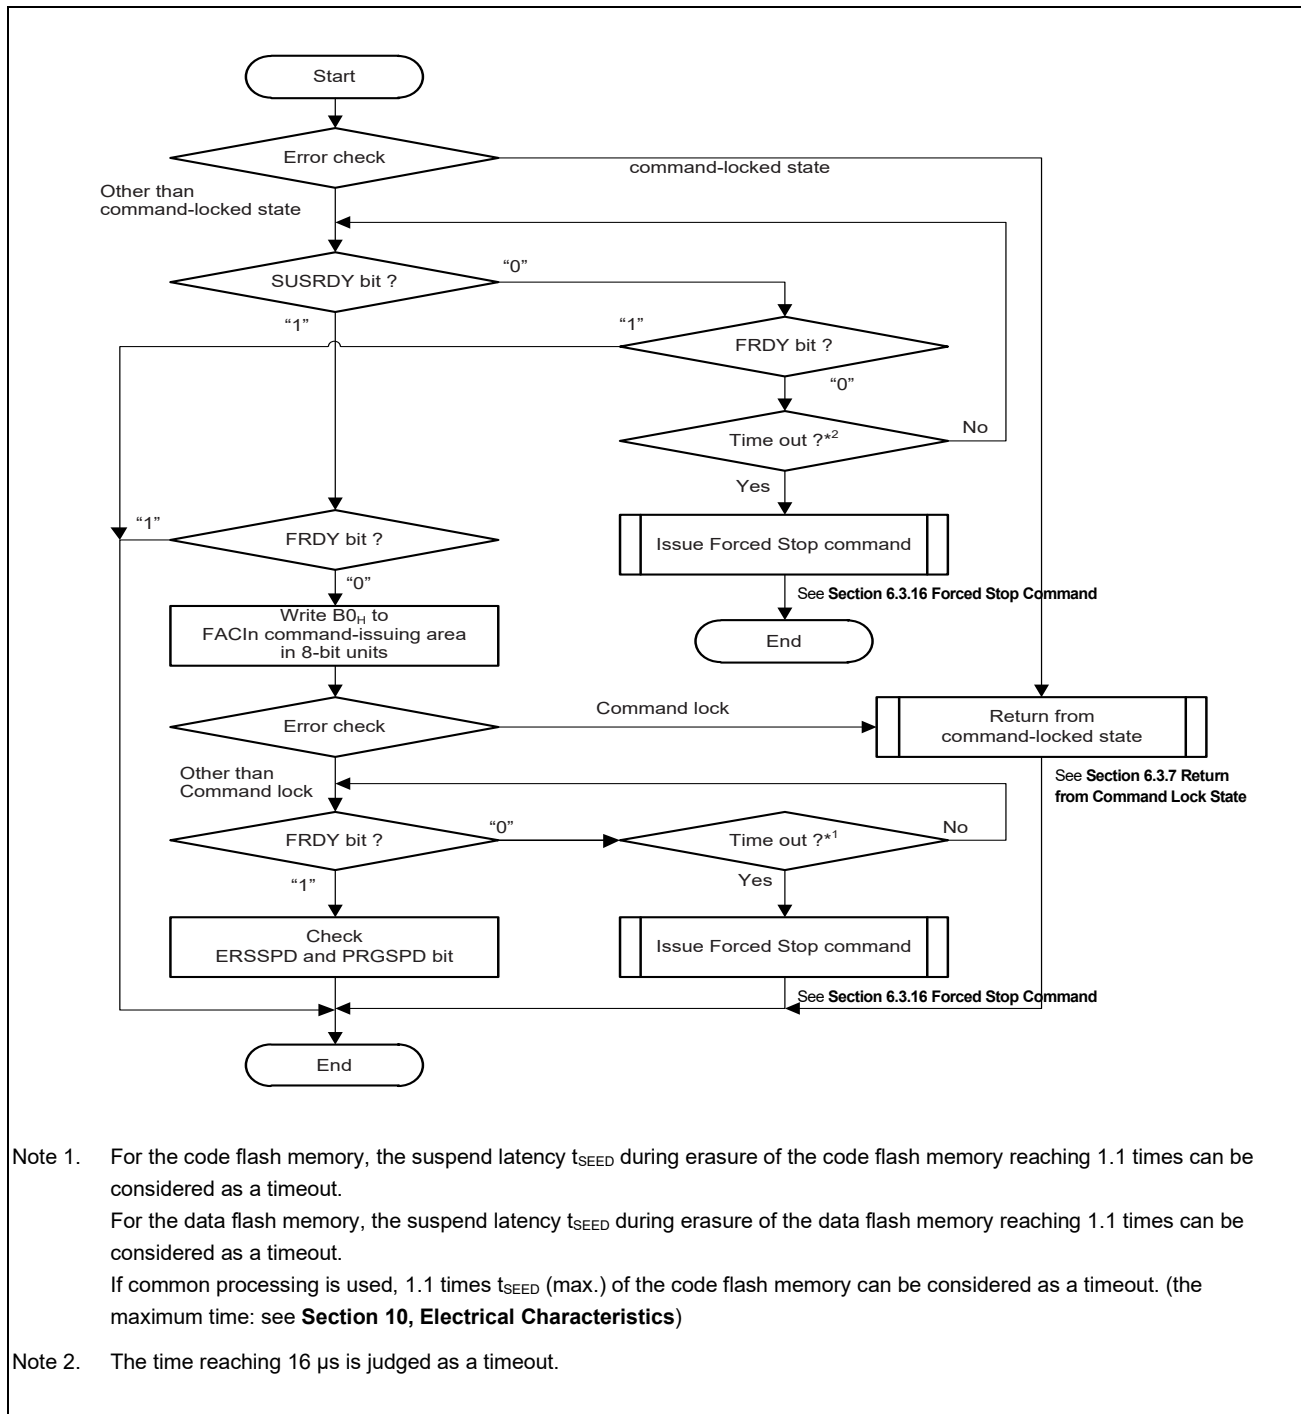 Start
Error check
command-locked state
Other than
command-locked state
SUSRDY bit ?
“0”
“1”
“1”
FRDY bit ?
“0”
Time out ?*2
No
Yes
“1”
FRDY bit ?
Issue Forced Stop command
“0”
See Section 6.3.16 Forced Stop Command
Write B0H to
FACIn command-issuing area
in 8-bit units
End
Error check
Command lock
Return from
command-locked state
See Section 6.3.7 Return
from Command Lock State
Other than
Command lock
FRDY bit ?
“0”
Time out ?*1
No
“1”
Yes
Check
ERSSPD and PRGSPD bit
Issue Forced Stop command
See Section 6.3.16 Forced Stop Command
End
Note 1. For the code flash memory, the suspend latency tSEED during erasure of the code flash memory reaching 1.1 times can be
considered as a timeout.
For the data flash memory, the suspend latency tSEED during erasure of the data flash memory reaching 1.1 times can be
considered as a timeout.
If common processing is used, 1.1 times tSEED (max.) of the code flash memory can be considered as a timeout. (the
maximum time: see Section 10, Electrical Characteristics)
Note 2. The time reaching 16 µs is judged as a timeout.